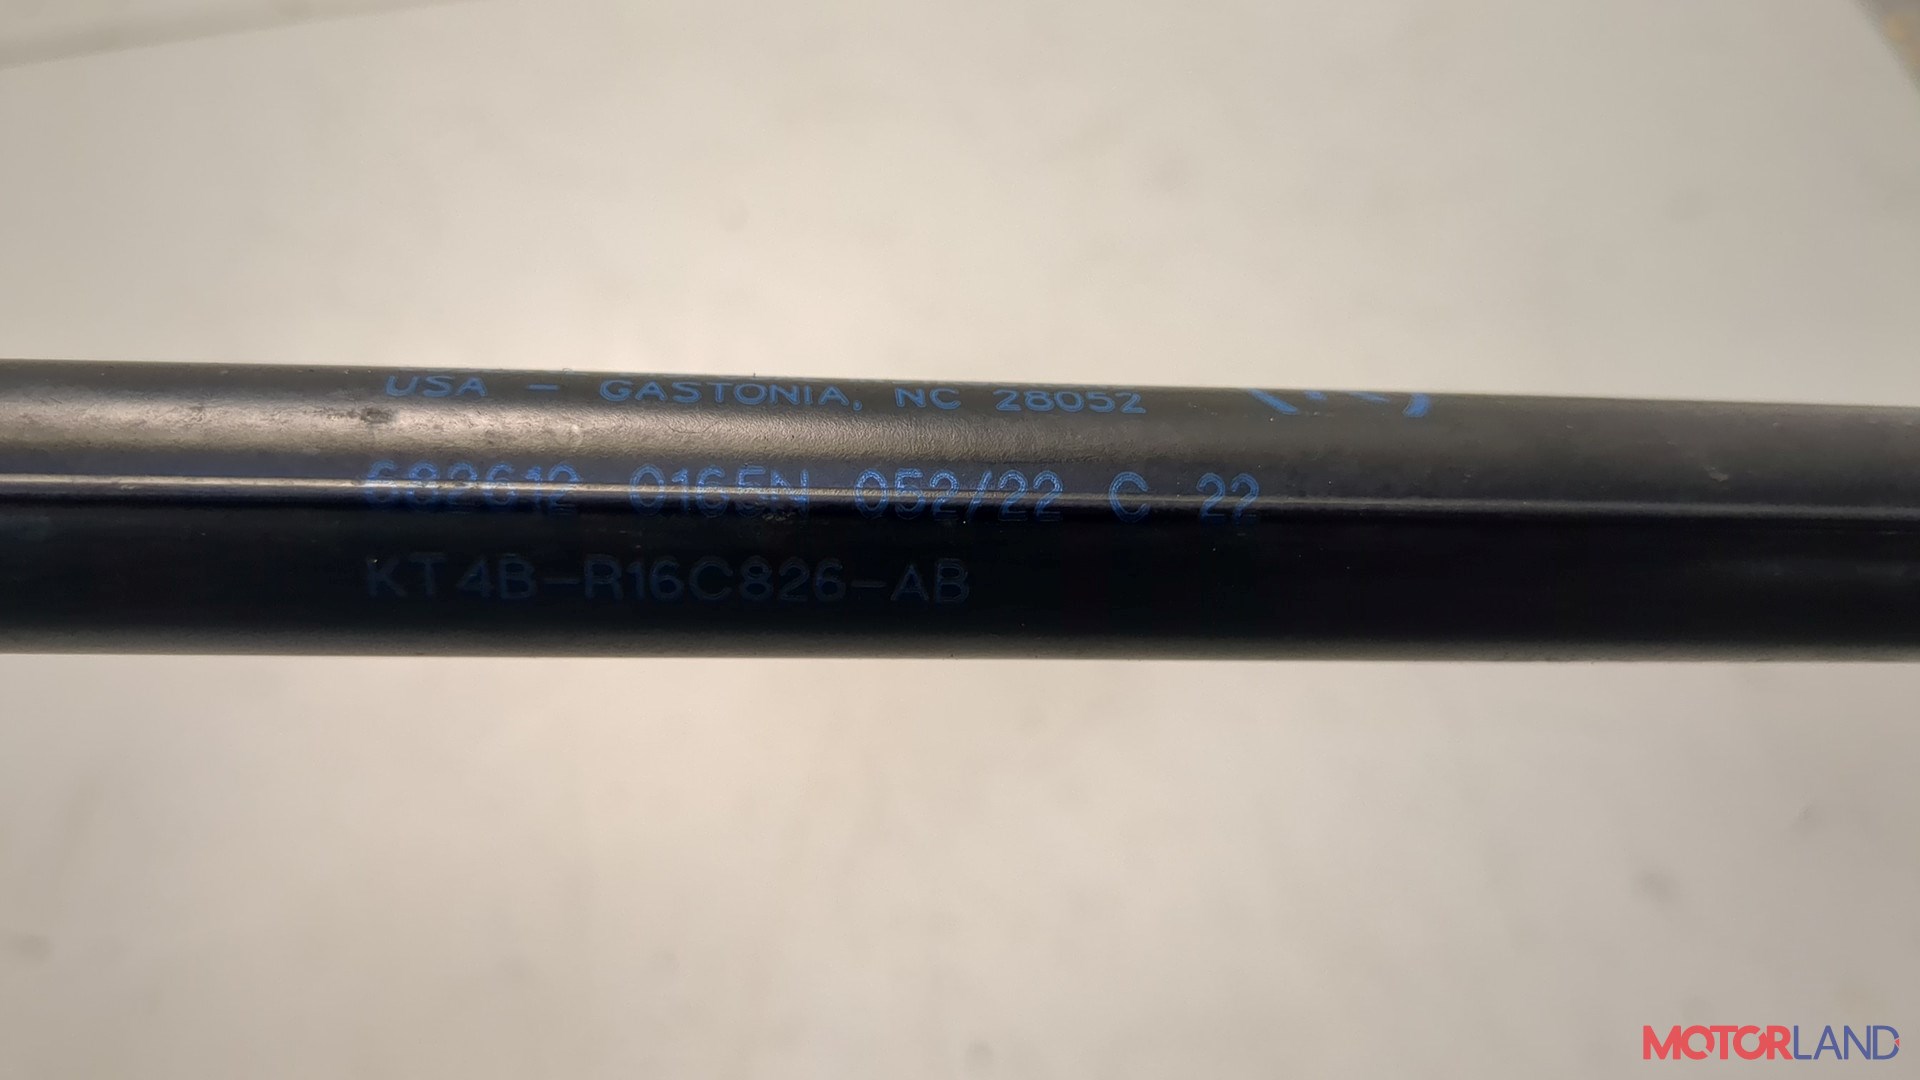 USA - GASTONIA, NC 28052
682612 0165N 052/22 C 22
KT4B-R16C826-AB
MOTORLAND